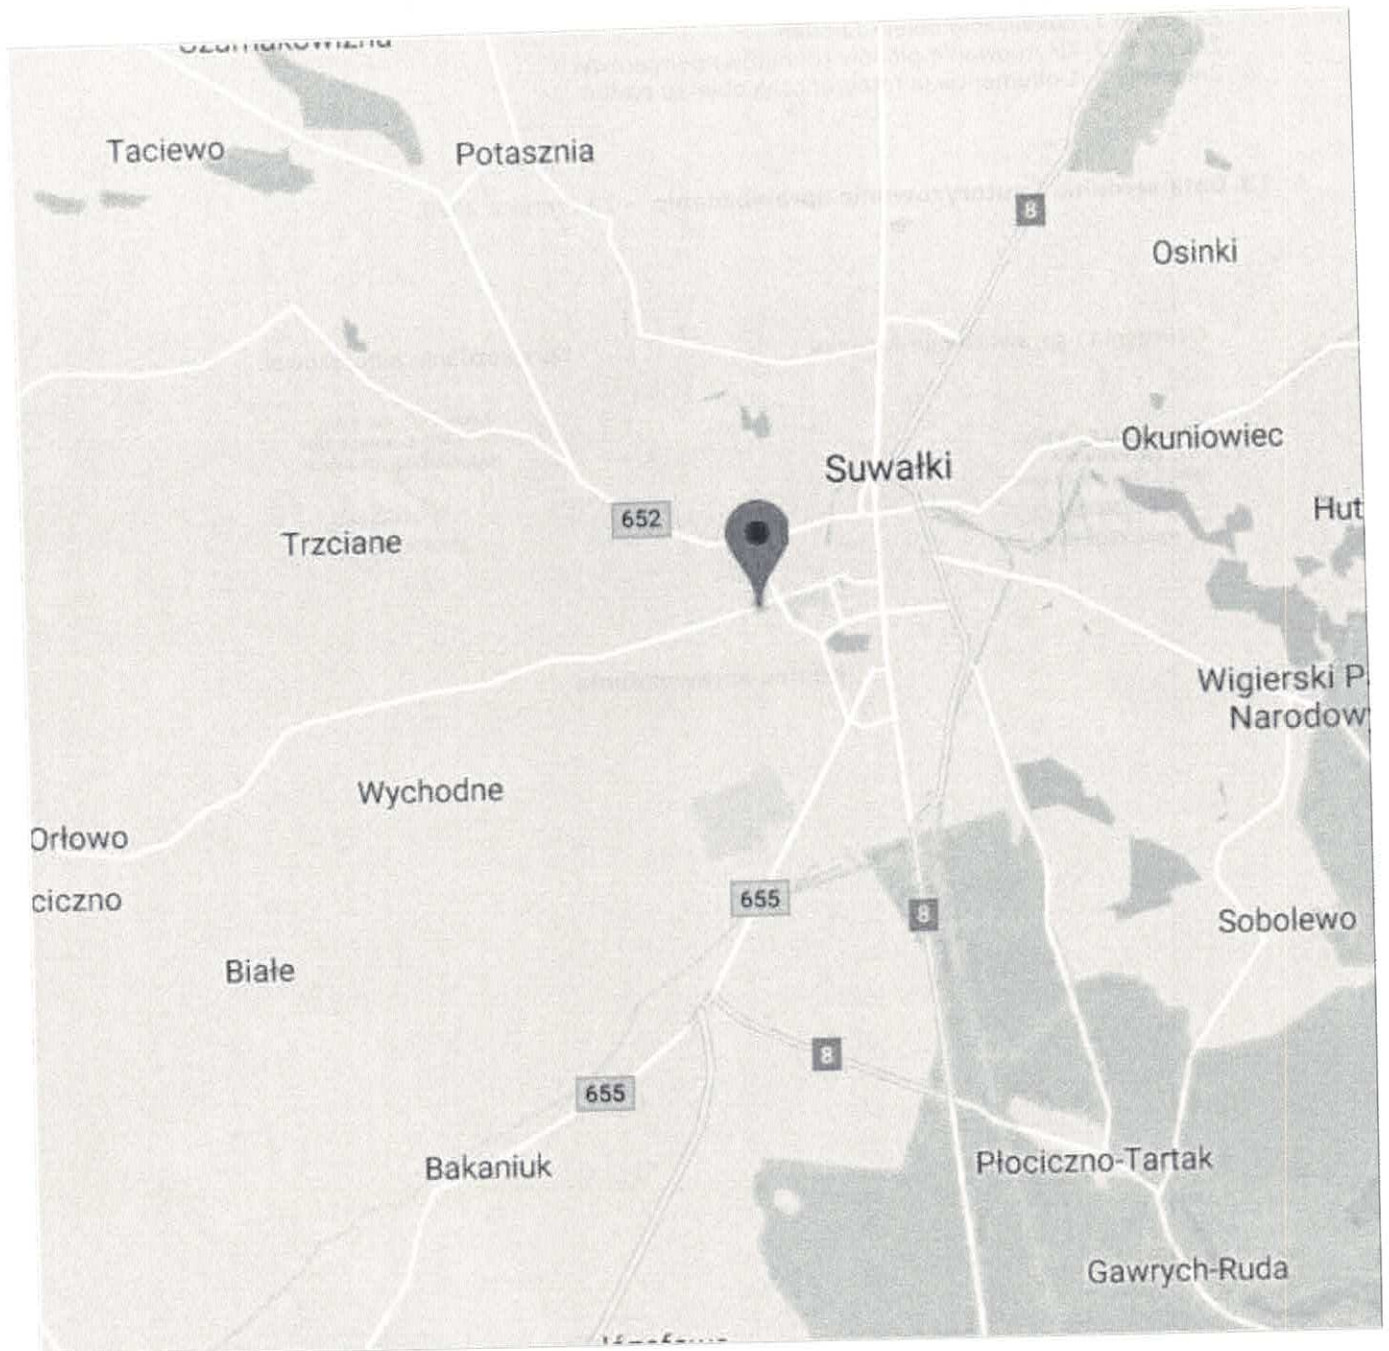 Taciewo
Potasznia
8
Osinki
Okuniowiec
Suwałki
Hut
652
Trzciane
Wigierski P
Narodow
Wychodne
Orłowo
655
ciczno
8
Sobolewo
Białe
8
655
Bakaniuk
Płociczno-Tartak
Gawrych-Ruda